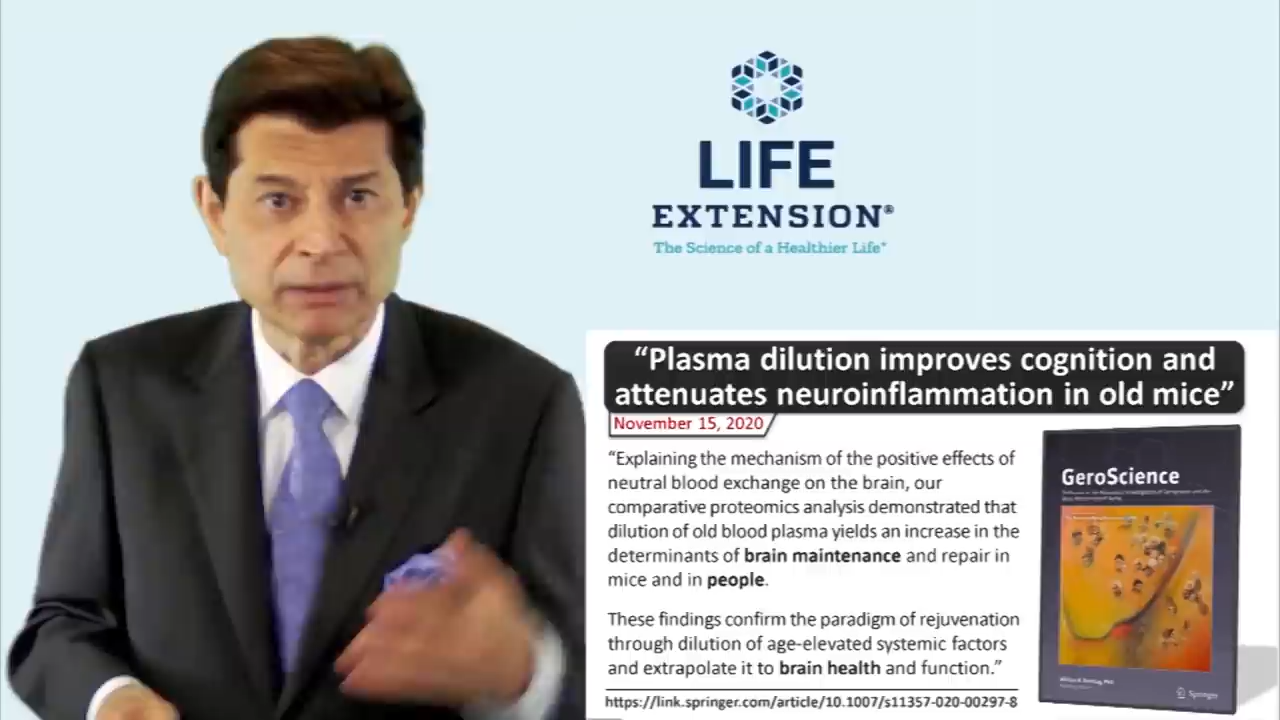 LIFE
EXTENSION®
The Science of a Healthier Life®
“Plasma dilution improves cognition and
attenuates neuroinflammation in old mice”
November 15, 2020
“Explaining the mechanism of the positive effects of
neutral blood exchange on the brain, our
comparative proteomics analysis demonstrated that
dilution of old blood plasma yields an increase in the
determinants of brain maintenance and repair in
mice and in people.
These findings confirm the paradigm of rejuvenation
through dilution of age-elevated systemic factors
and extrapolate it to brain health and function.”
https://link.springer.com/article/10.1007/s11357-020-00297-8
GeroScience
Springer